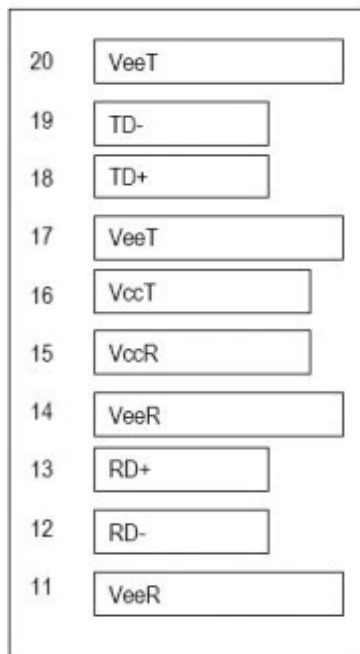 20 VeeT
19 TD-
18 TD+
17 VeeT
16 VccT
15 VccR
14 VeeR
13 RD+
12 RD-
11 VeeR